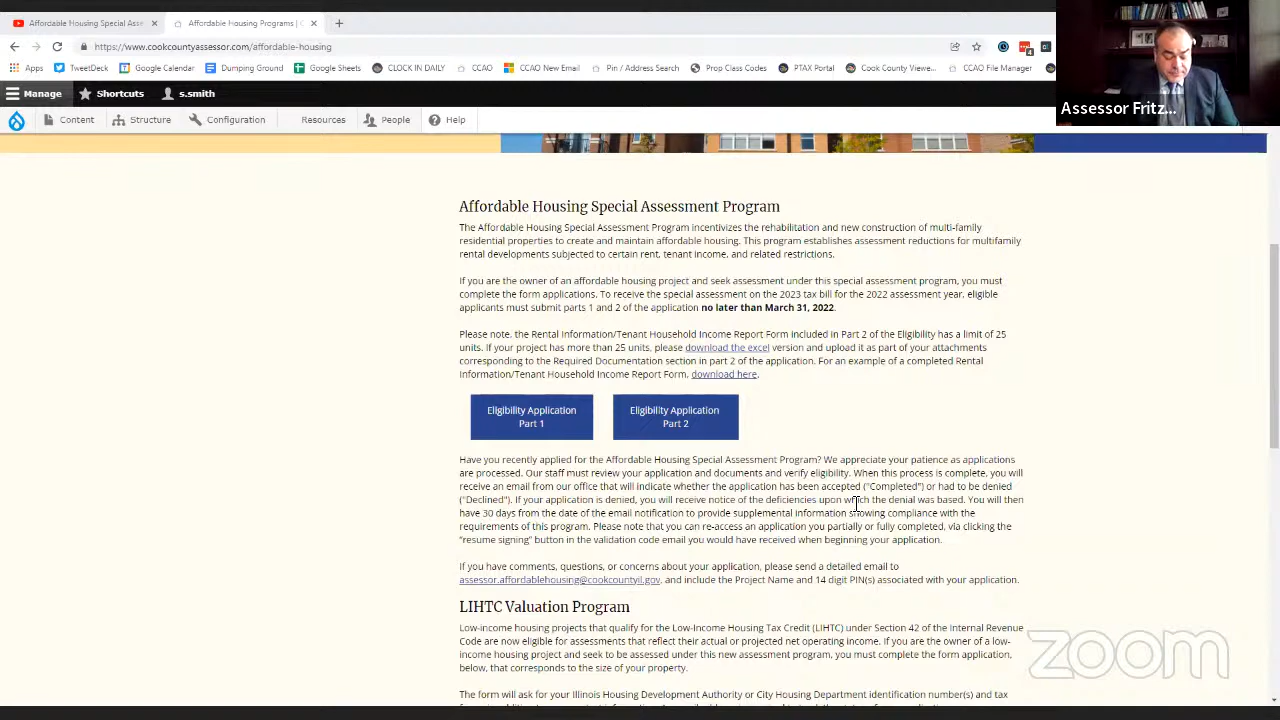 Affordable Housing Special Asse
Affordable Housing Programs | C
https://www.cookcountyassessor.com/affordable-housing
Apps
TweetDeck
Google Calendar
Dumping Ground
Google Sheets
CLOCK IN DAILY
CCAO
CCAO New Email
Pin / Address Search
Prop Class Codes
PTAX Portal
Cook County Viewe...
CCAO File Manager
Manage
Shortcuts
s.smith
Content
Structure
Configuration
Resources
People
Help
Assessor Fritz...
Affordable Housing Special Assessment Program
The Affordable Housing Special Assessment Program incentivizes the rehabilitation and new construction of multi-family
residential properties to create and maintain affordable housing. This program establishes assessment reductions for multifamily
rental developments subjected to certain rent, tenant income, and related restrictions.
If you are the owner of an affordable housing project and seek assessment under this special assessment program, you must
complete the form applications. To receive the special assessment on the 2023 tax bill for the 2022 assessment year, eligible
applicants must submit parts 1 and 2 of the application no later than March 31, 2022.
Please note, the Rental Information/Tenant Household Income Report Form included in Part 2 of the Eligibility has a limit of 25
units. If your project has more than 25 units, please download the excel version and upload it as part of your attachments
corresponding to the Required Documentation section in part 2 of the application. For an example of a completed Rental
Information/Tenant Household Income Report Form, download here.
Eligibility Application
Part 1
Eligibility Application
Part 2
Have you recently applied for the Affordable Housing Special Assessment Program? We appreciate your patience as applications
are processed. Our staff must review your application and documents and verify eligibility. When this process is complete, you will
receive an email from our office that will indicate whether the application has been accepted ("Completed") or had to be denied
("Declined"). If your application is denied, you will receive notice of the deficiencies upon which the denial was based. You will then
have 30 days from the date of the email notification to provide supplemental information showing compliance with the
requirements of this program. Please note that you can re-access an application you partially or fully completed, via clicking the
"resume signing" button in the validation code email you would have received when beginning your application.
If you have comments, questions, or concerns about your application, please send a detailed email to
assessor.affordablehousing@cookcountyil.gov, and include the Project Name and 14 digit PIN(s) associated with your application.
LIHTC Valuation Program
Low-income housing projects that qualify for the Low-Income Housing Tax Credit (LIHTC) under Section 42 of the Internal Revenue
Code are now eligible for assessments that reflect their actual or projected net operating income. If you are the owner of a low-
income housing project and seek to be assessed under this new assessment program, you must complete the form application,
below, that corresponds to the size of your property.
The form will ask for your Illinois Housing Development Authority or City Housing Department identification number(s) and tax
zoom